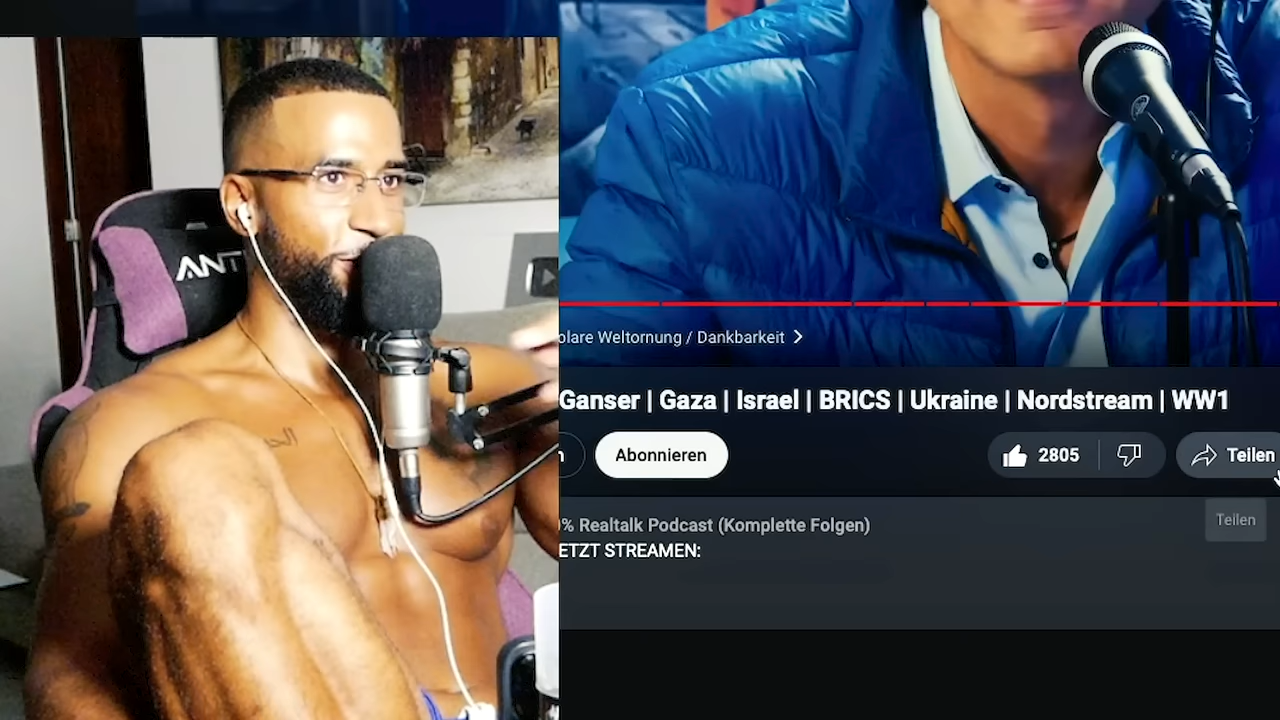 ANT
olare Weltornung / Dankbarkeit
Ganser | Gaza | Israel | BRICS | Ukraine | Nordstream | WW1
n
Abonnieren
2805
Teilen
% Realtalk Podcast (Komplette Folgen)
Teilen
ETZT STREAMEN: